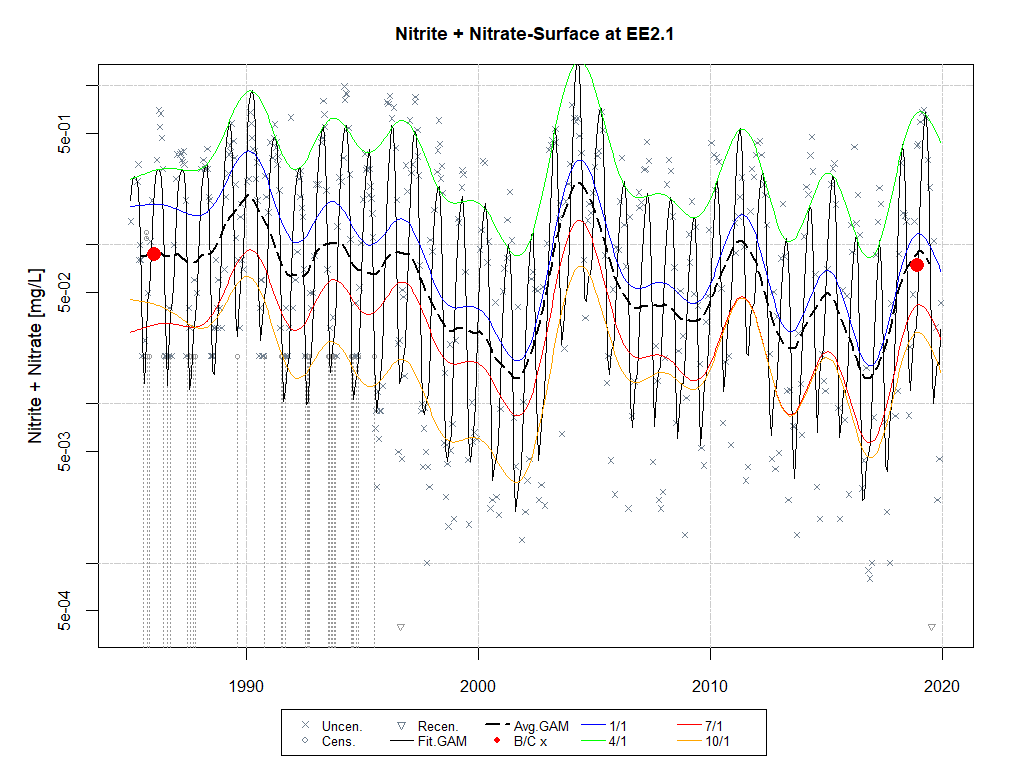 Nitrite + Nitrate-Surface at EE2.1
Nitrite + Nitrate [mg/L]
5e-01
5e-02
5e-03
5e-04
1990 2000 2010 2020
Uncen. Recen. Avg.GAM 1/1 7/1
Cens. Fit.GAM B/C x 4/1 10/1